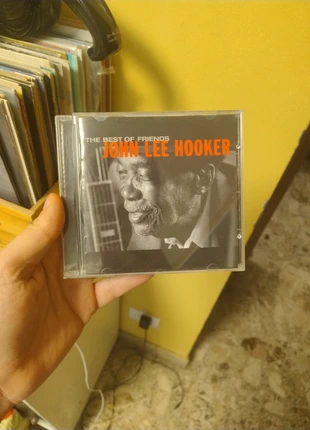 THE BEST OF FRIENDS
JOHN LEE HOOKER